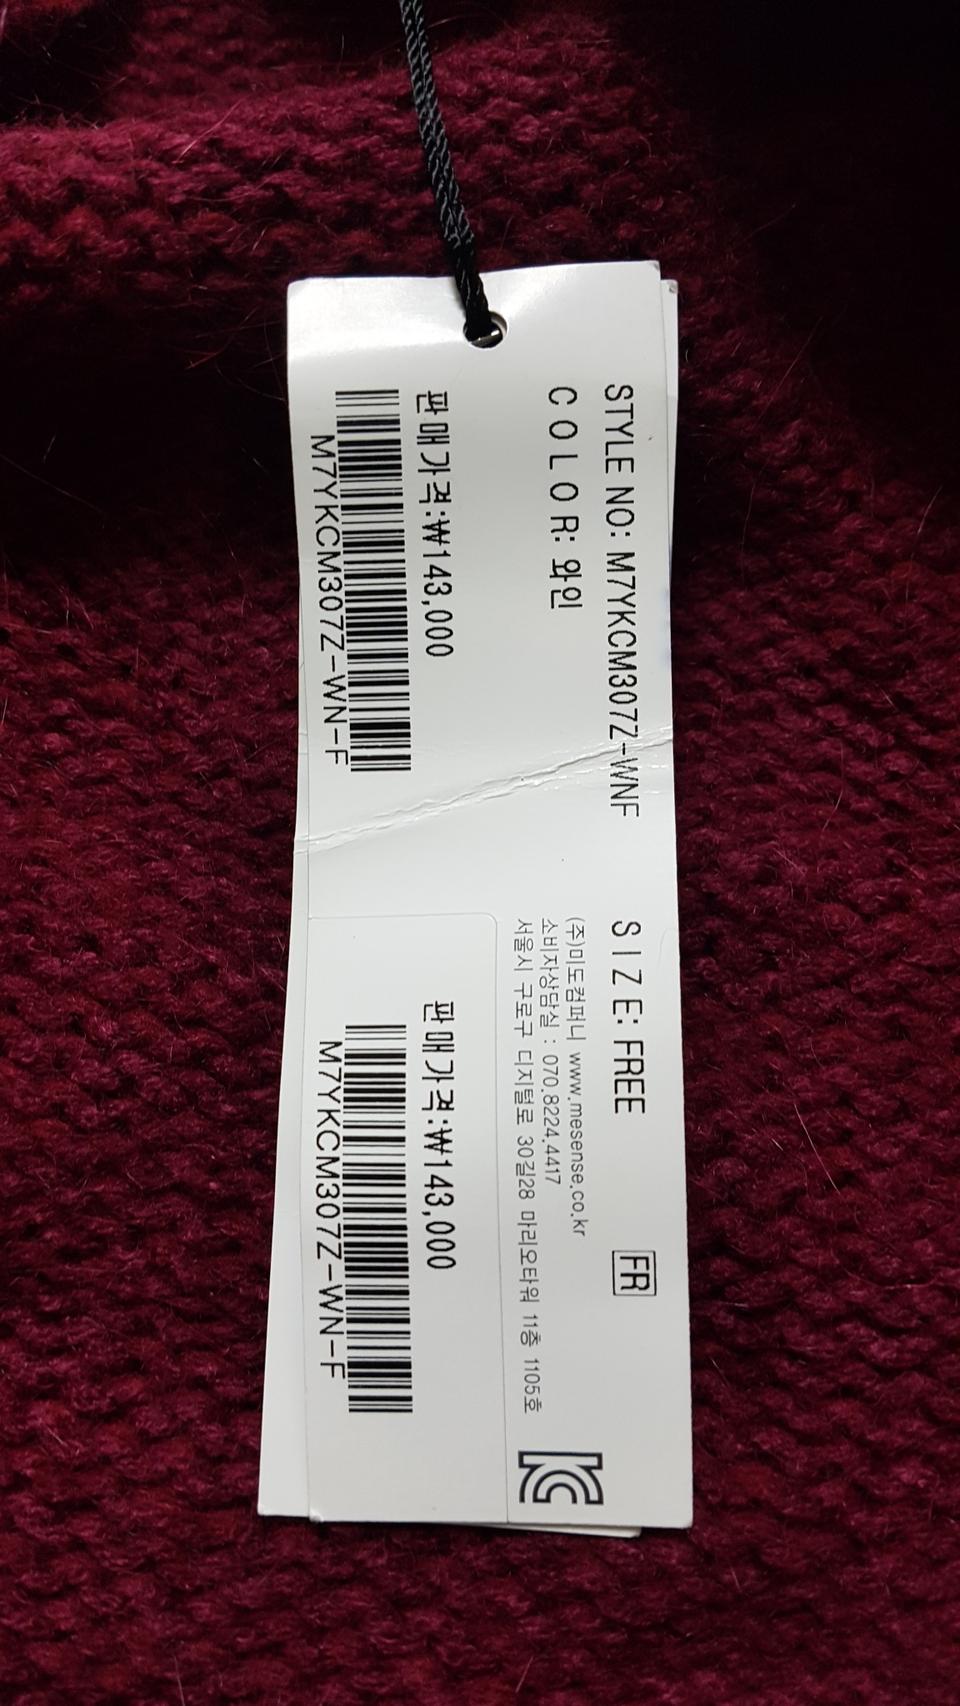 STYLE NO: M7YKCM307Z-WNF
COLOR: 와인
판매가격:₩143,000
M7YKCM307Z-WN-F
SIZE: FREE
FR
(주)미도컴퍼니 www.mesense.co.kr
소비자상담실 : 070.8224.4417
서울시 구로구 디지털로 30길28 마리오타워 11층 1105호
판매가격:₩143,000
M7YKCM307Z-WN-F